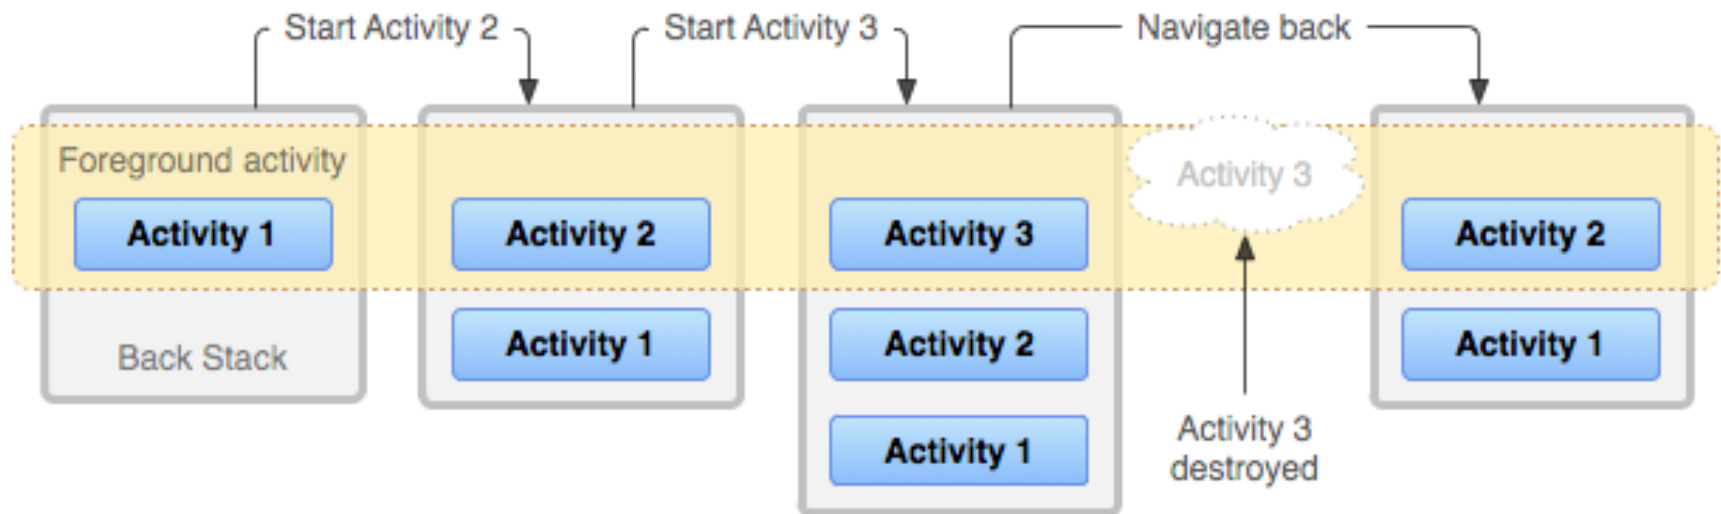 Start Activity 2
Start Activity 3
Navigate back
Foreground activity
Activity 3
Activity 1
Activity 2
Activity 3
Activity 2
Back Stack
Activity 1
Activity 2
Activity 1
Activity 1
Activity 3
destroyed